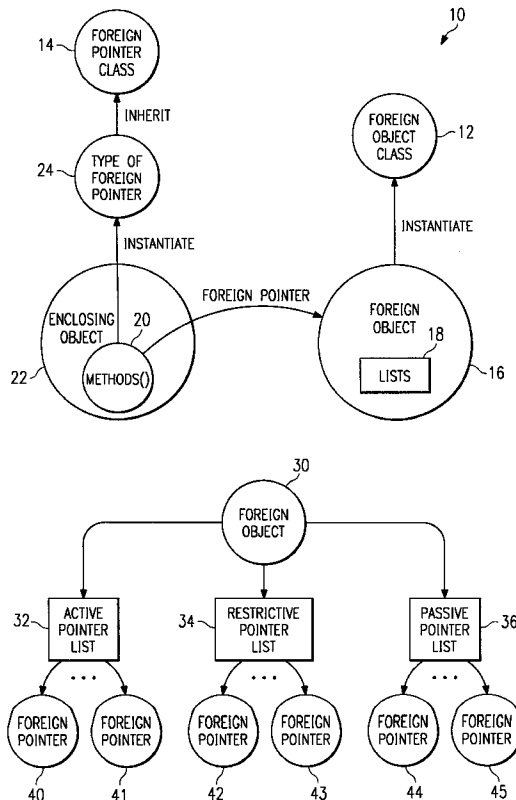 10
14
FOREIGN
POINTER
CLASS
INHERIT
24
TYPE OF
FOREIGN
POINTER
FOREIGN
OBJECT
CLASS
12
INSTANTIATE
INSTANTIATE
FOREIGN POINTER
ENCLOSING
OBJECT
20
METHODS()
22
FOREIGN
OBJECT
18
LISTS
16
30
FOREIGN
OBJECT
32
ACTIVE
POINTER
LIST
34
RESTRICTIVE
POINTER
LIST
PASSIVE
POINTER
LIST
36
• • •
• • •
• • •
FOREIGN
POINTER
FOREIGN
POINTER
FOREIGN
POINTER
FOREIGN
POINTER
FOREIGN
POINTER
FOREIGN
POINTER
40
41
42
43
44
45